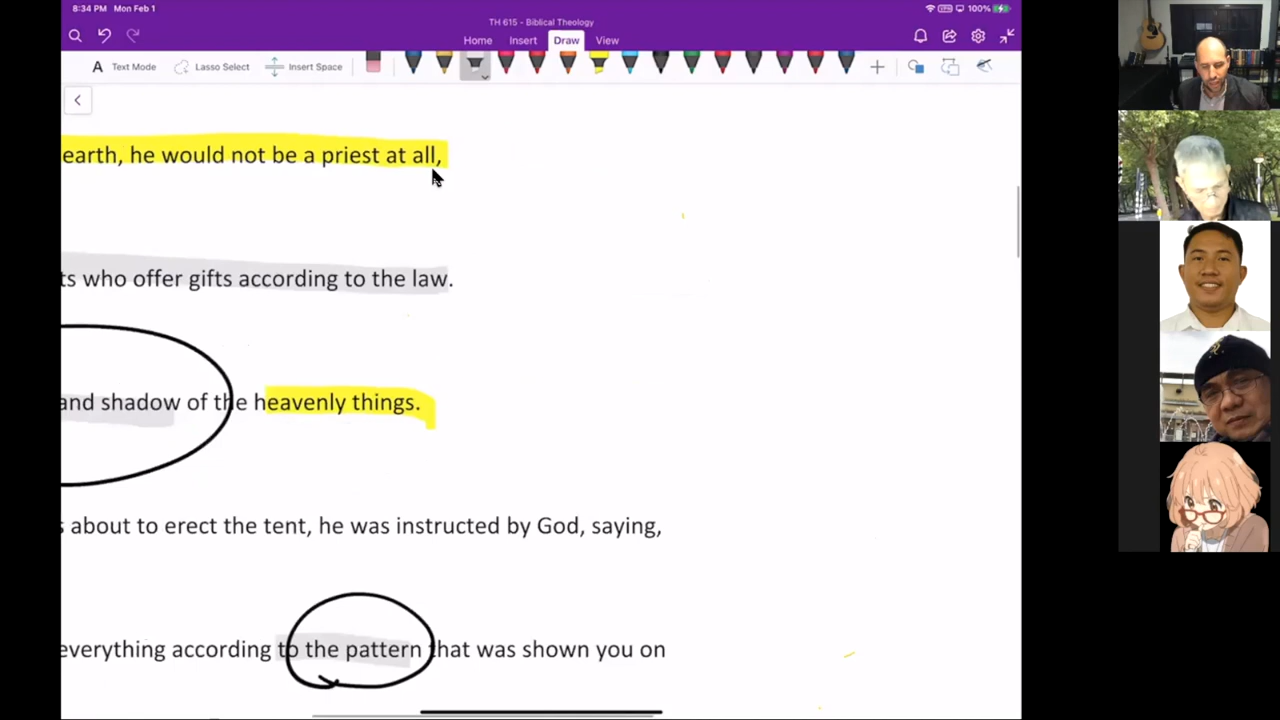 8:34 PM Mon Feb 1
100%
TH 615 - Biblical Theology
Home Insert Draw View
Text Mode Lasso Select Insert Space
earth, he would not be a priest at all,
ts who offer gifts according to the law.
and shadow of the heavenly things.
s about to erect the tent, he was instructed by God, saying,
everything according to the pattern that was shown you on